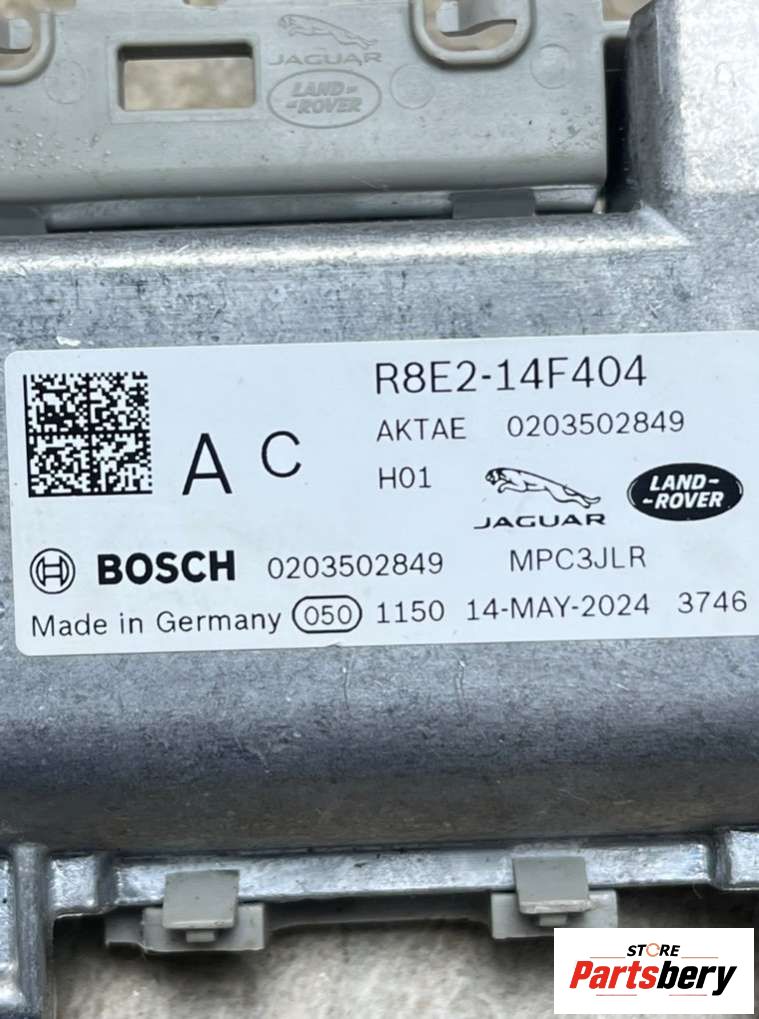 JAGUAR
LAND-
-ROVER
R8E2-14F404
AKTAE 0203502849
A C
H01
JAGUAR
LAND-
-ROVER
BOSCH 0203502849 MPC3JLR
Made in Germany 050 1150 14-MAY-2024 3746
STORE
Partsbery